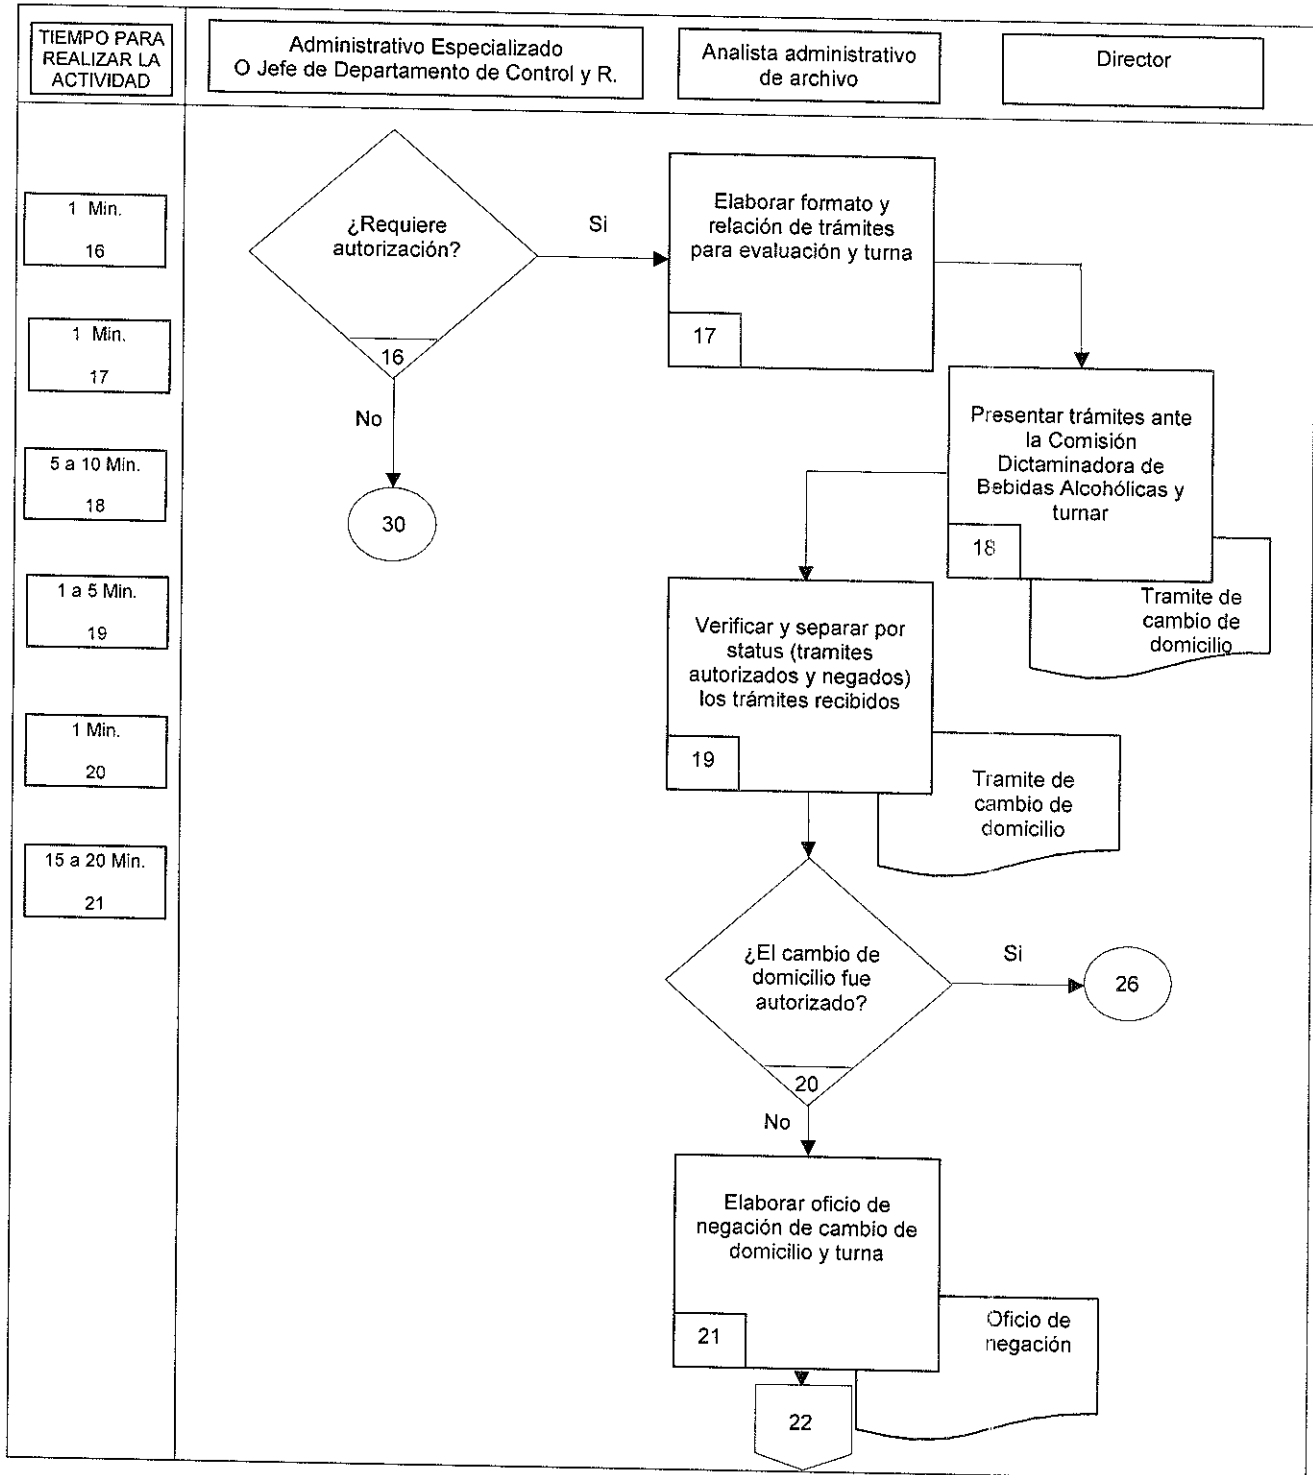 TIEMPO PARA
REALIZAR LA
ACTIVIDAD
Administrativo Especializado
O Jefe de Departamento de Control y R.
Analista administrativo
de archivo
Director
1 Min.
16
¿Requiere
autorización?
16
Si
No
30
Elaborar formato y
relación de trámites
para evaluación y turna
17
1 Min.
17
Presentar trámites ante
la Comisión
Dictaminadora de
Bebidas Alcohólicas y
turnar
18
Tramite de
cambio de
domicilio
5 a 10 Min.
18
1 a 5 Min.
19
Verificar y separar por
status (tramites
autorizados y negados)
los trámites recibidos
19
Tramite de
cambio de
domicilio
1 Min.
20
15 a 20 Min.
21
¿El cambio de
domicilio fue
autorizado?
20
Si
26
No
Elaborar oficio de
negación de cambio de
domicilio y turna
21
Oficio de
negación
22